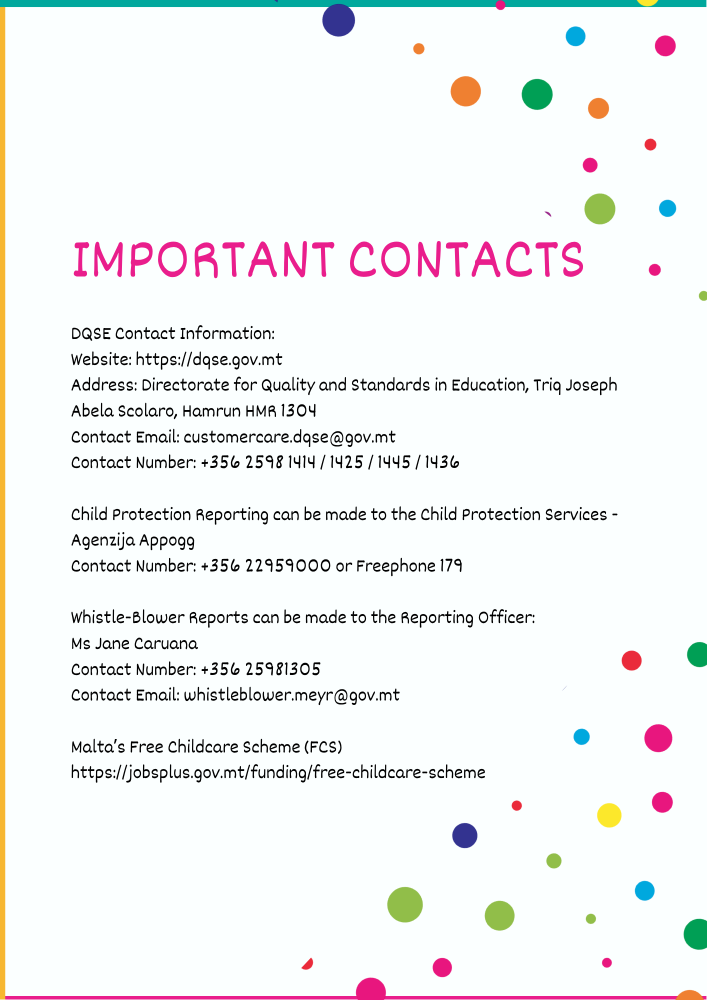 IMPORTANT CONTACTS
DQSE Contact Information:
Website: https://dqse.gov.mt
Address: Directorate for Quality and Standards in Education, Triq Joseph
Abela Scolaro, Hamrun HMR 1304
Contact Email: customercare.dqse@gov.mt
Contact Number: +356 2598 1414 / 1425 / 1445 / 1436
Child Protection Reporting can be made to the Child Protection Services -
Agenzija Appogg
Contact Number: +356 22959000 or Freephone 179
Whistle-Blower Reports can be made to the Reporting Officer:
Ms Jane Caruana
Contact Number: +356 25981305
Contact Email: whistleblower.meyr@gov.mt
Malta's Free Childcare Scheme (FCS)
https://jobsplus.gov.mt/funding/free-childcare-scheme